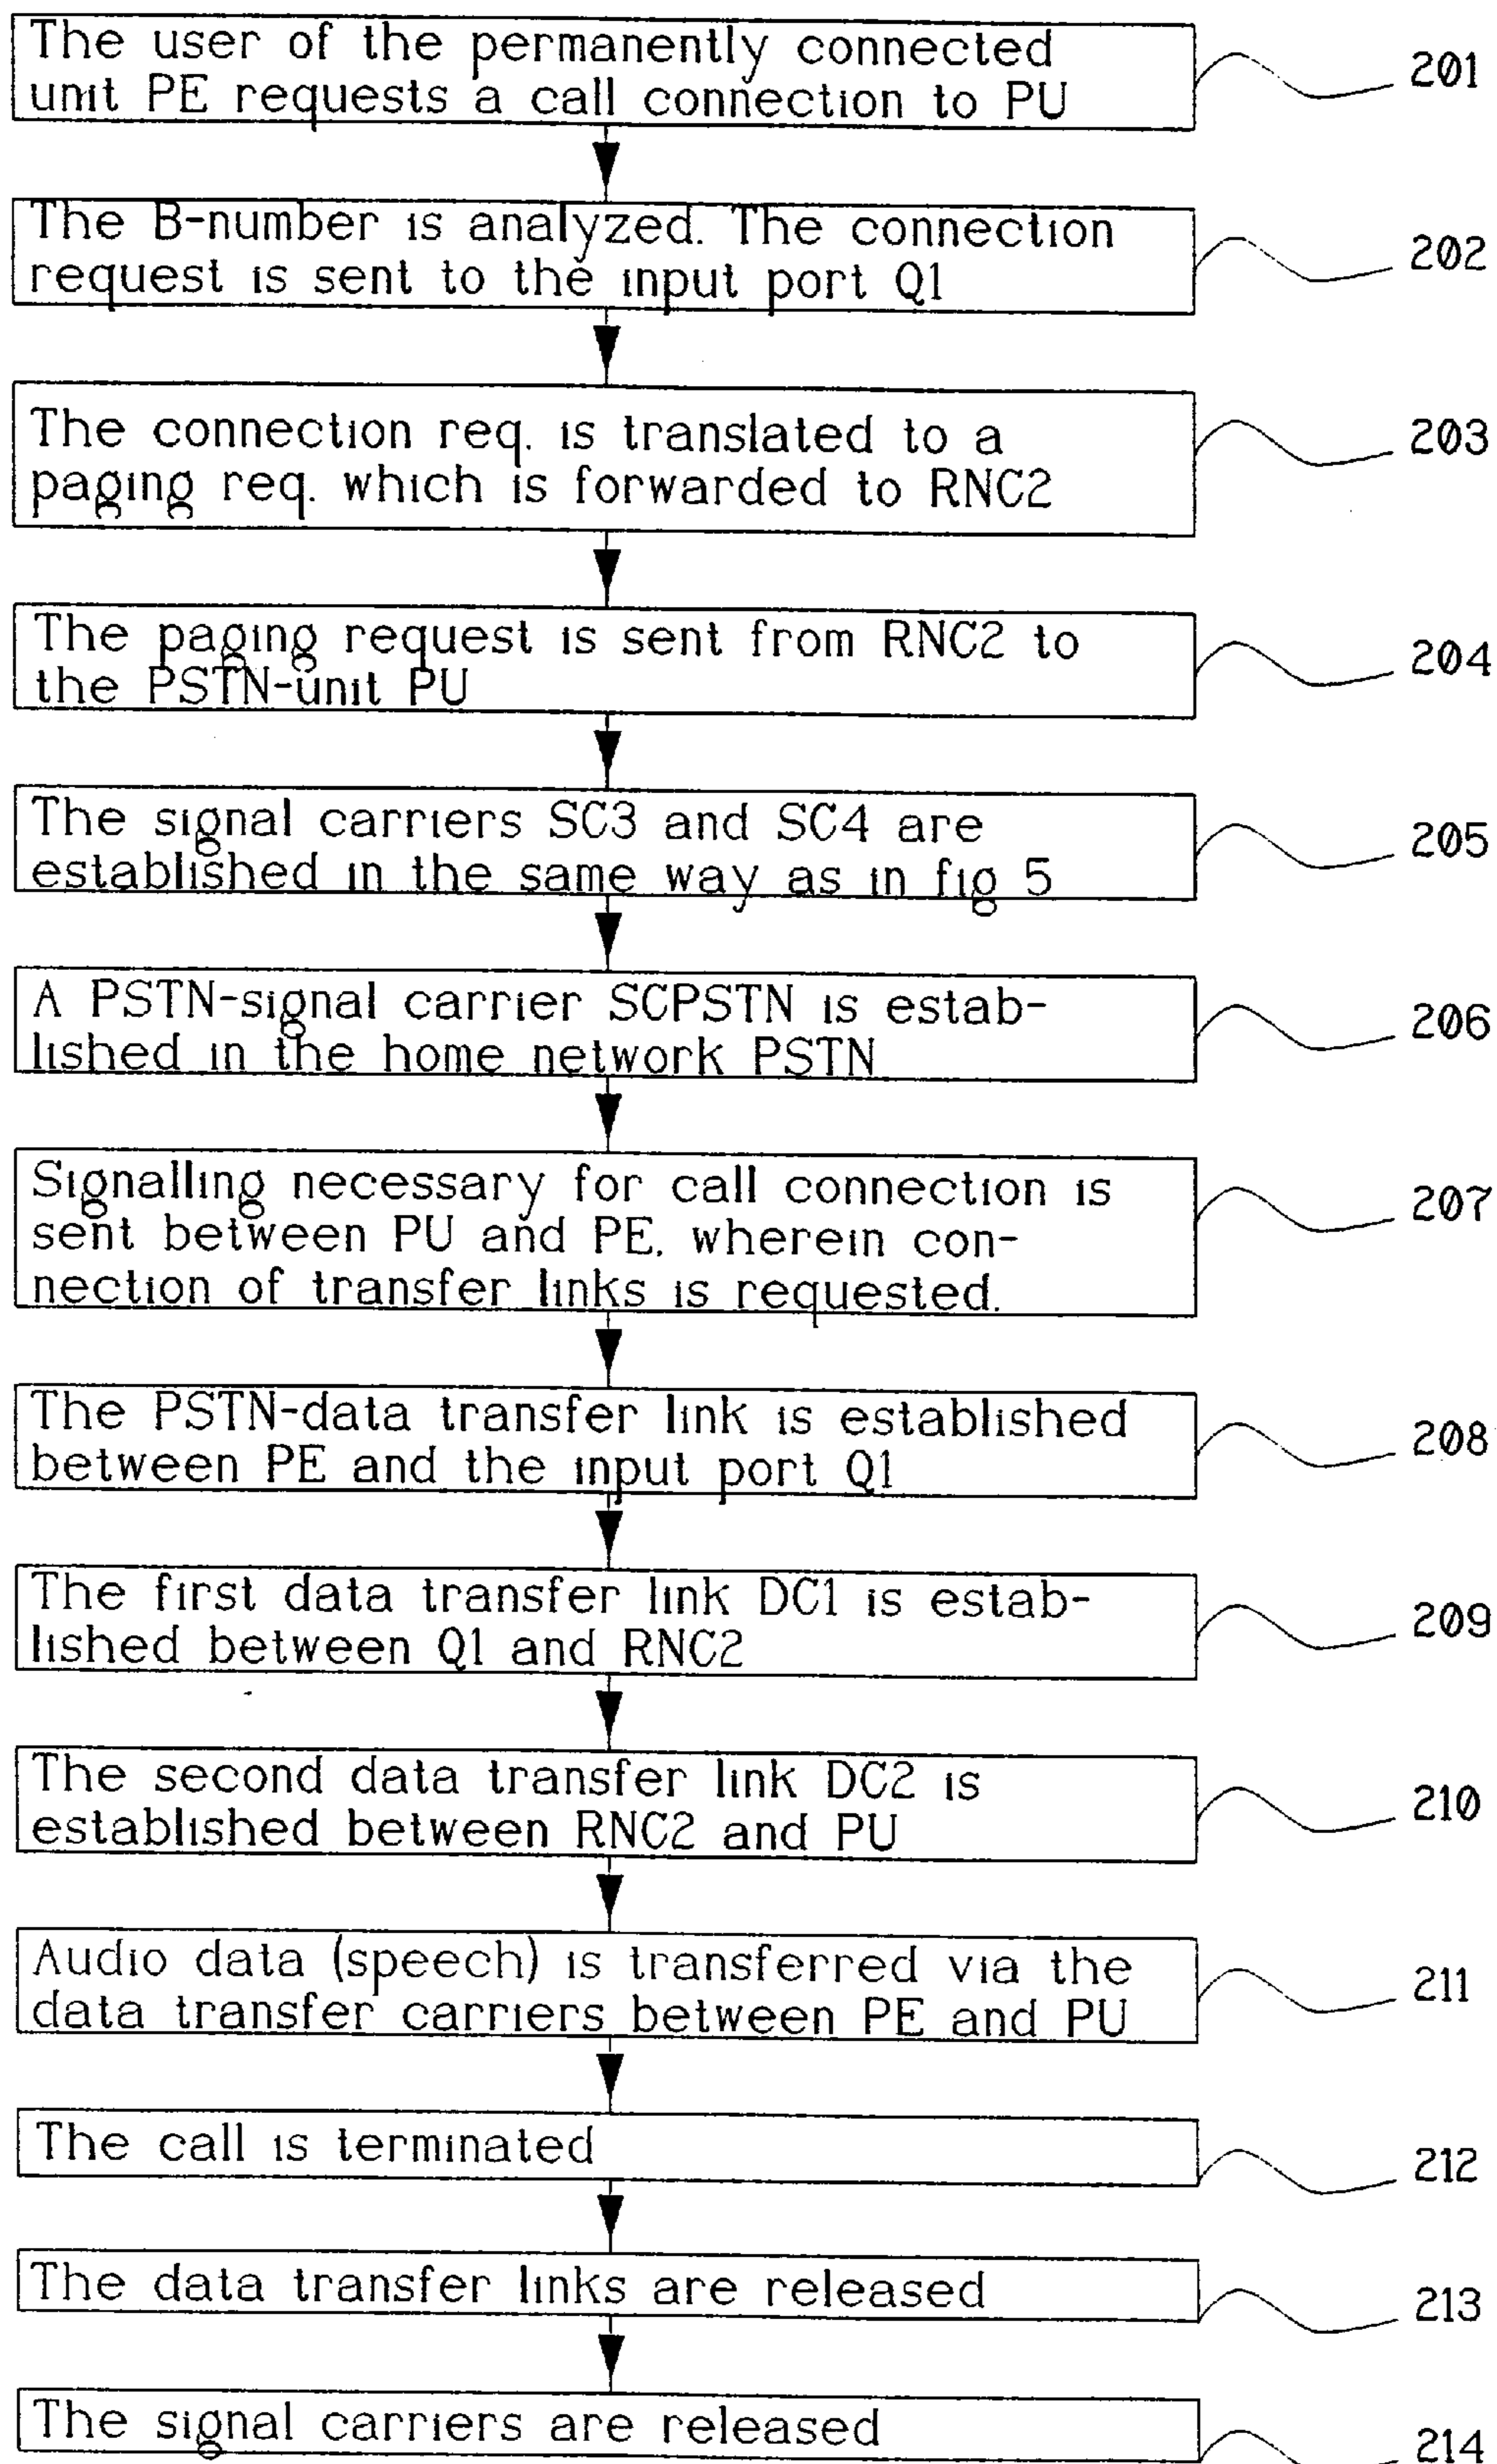 The user of the permanently connected
unit PE requests a call connection to PU
201
The B-number is analyzed. The connection
request is sent to the input port Q1
202
The connection req. is translated to a
paging req. which is forwarded to RNC2
203
The paging request is sent from RNC2 to
the PSTN-unit PU
204
The signal carriers SC3 and SC4 are
established in the same way as in fig 5
205
A PSTN-signal carrier SCPSTN is estab-
lished in the home network PSTN
206
Signalling necessary for call connection is
sent between PU and PE, wherein con-
nection of transfer links is requested.
207
The PSTN-data transfer link is established
between PE and the input port Q1
208
The first data transfer link DC1 is estab-
lished between Q1 and RNC2
209
The second data transfer link DC2 is
established between RNC2 and PU
210
Audio data (speech) is transferred via the
data transfer carriers between PE and PU
211
The call is terminated
212
The data transfer links are released
213
The signal carriers are released
214